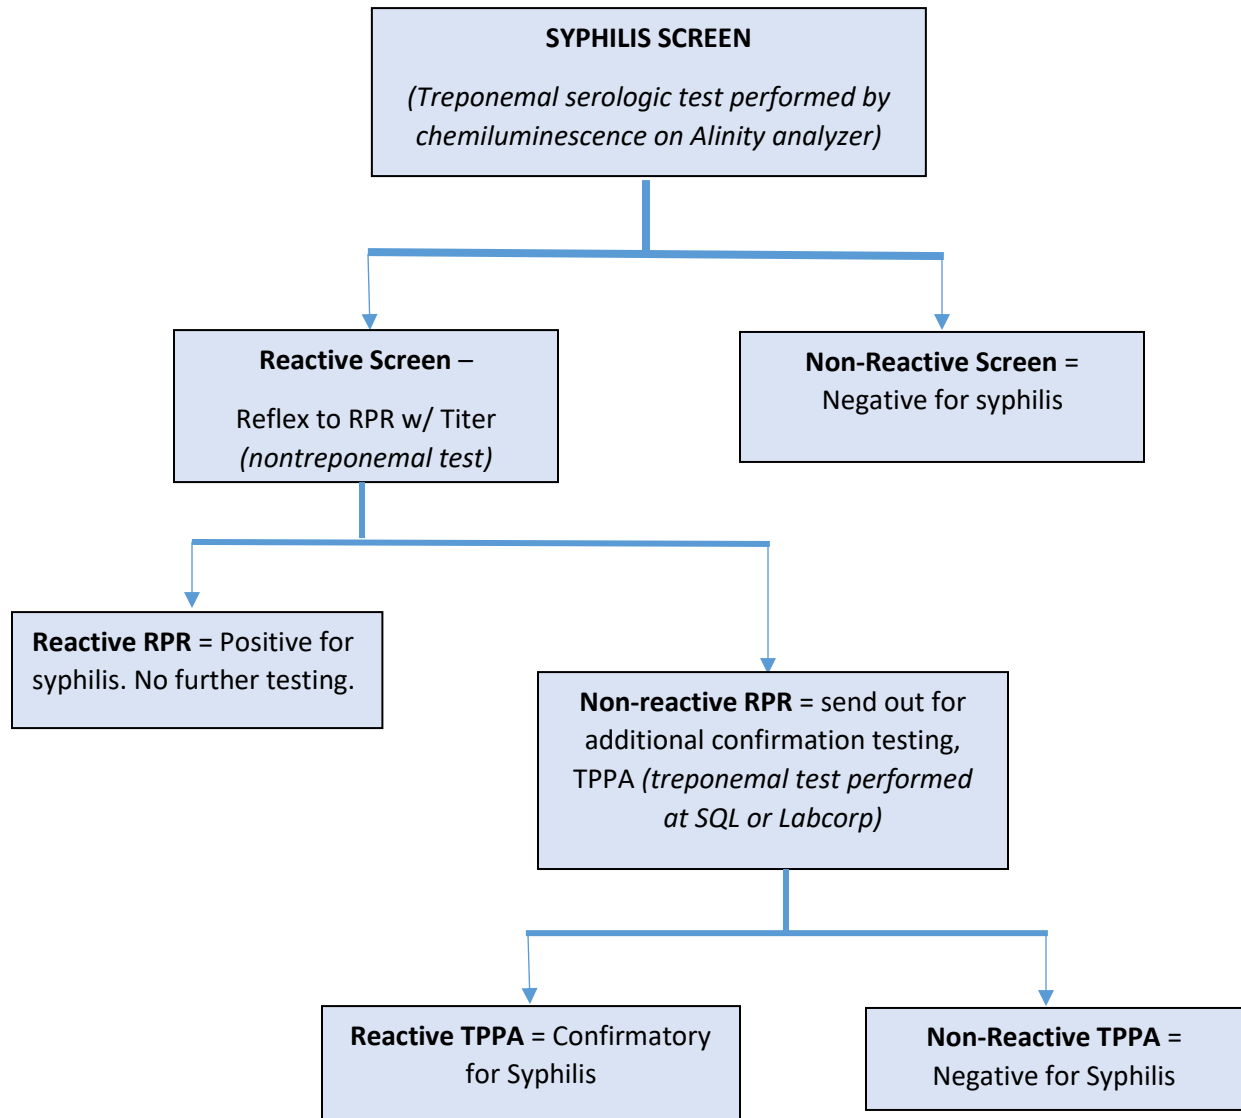 SYPHILIS SCREEN
(Treponemal serologic test performed by
chemiluminescence on Alinity analyzer)
Reactive Screen –
Reflex to RPR w/ Titer
(nontreponemal test)
Non-Reactive Screen =
Negative for syphilis
Reactive RPR = Positive for
syphilis. No further testing.
Non-reactive RPR = send out for
additional confirmation testing,
TPPA (treponemal test performed
at SQL or Labcorp)
Reactive TPPA = Confirmatory
for Syphilis
Non-Reactive TPPA =
Negative for Syphilis